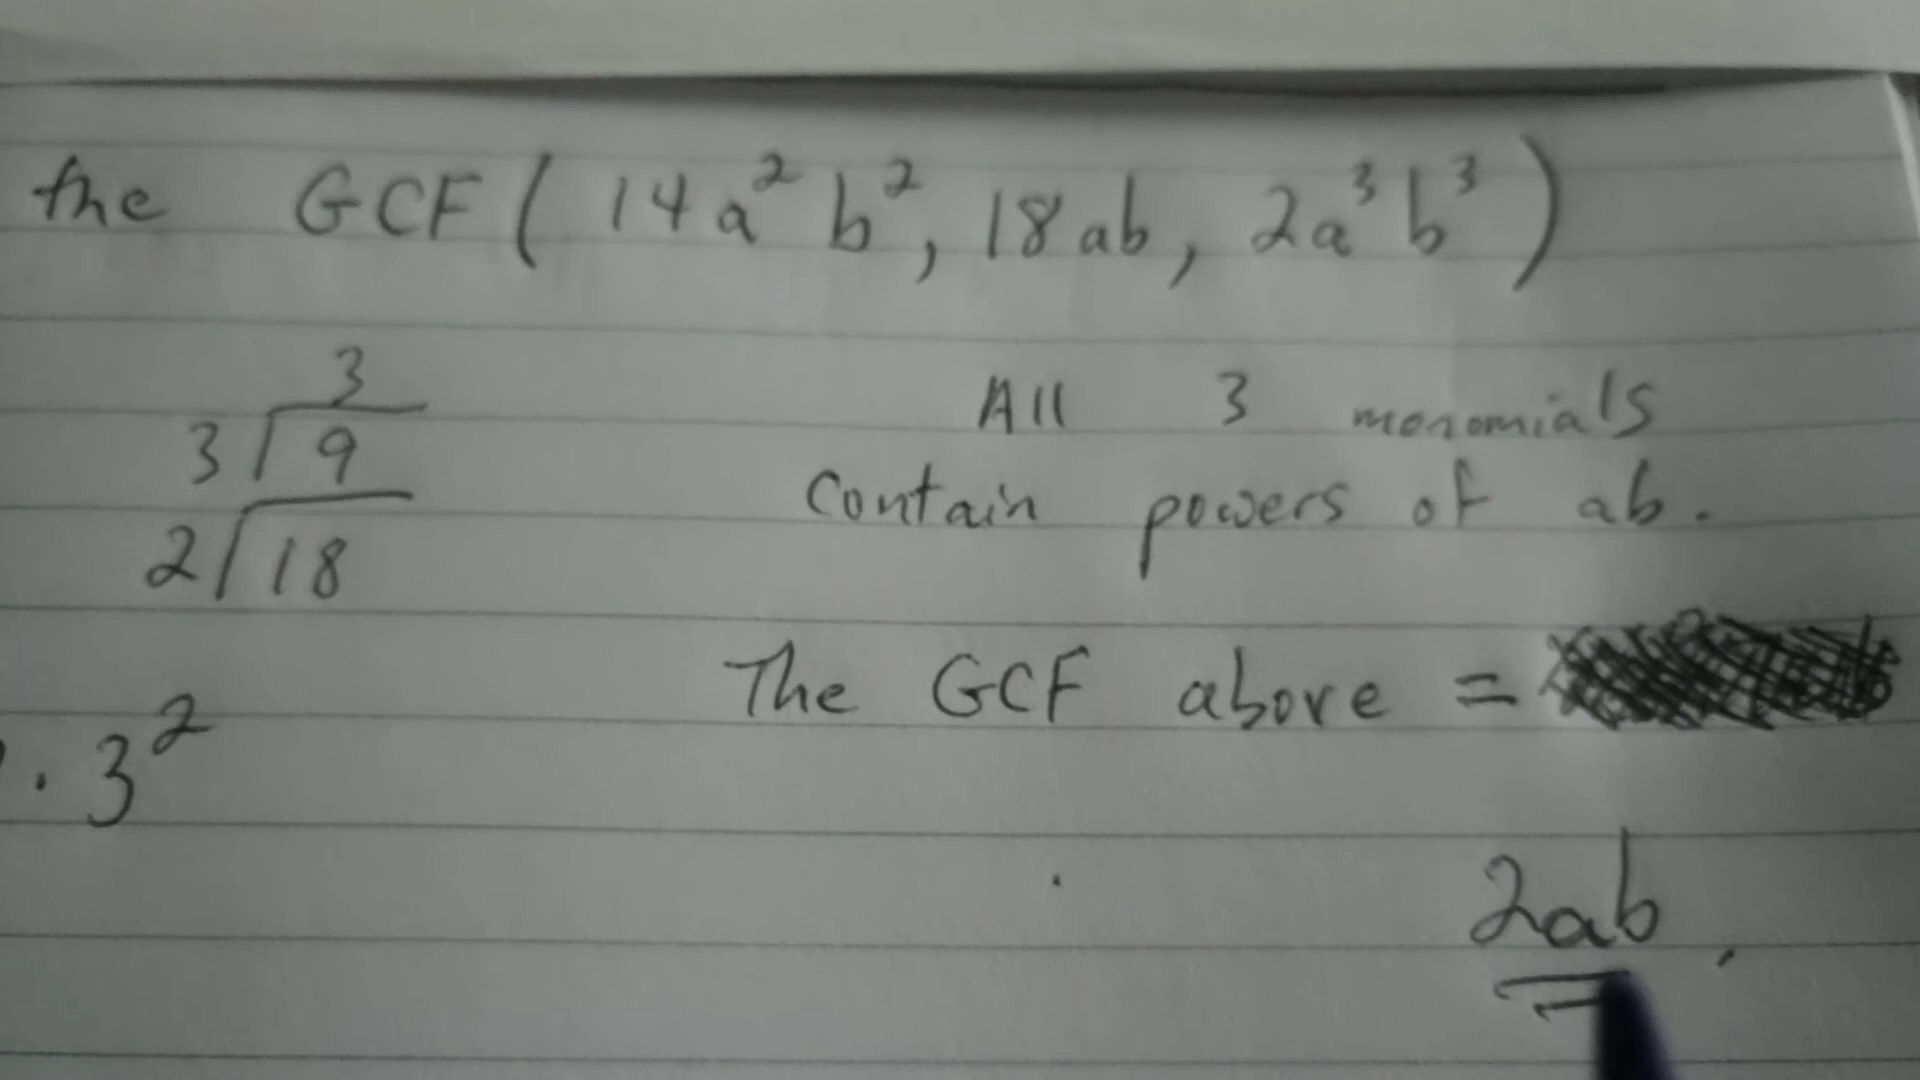 the GCF ( 14a²b², 18ab, 2a³b³ )
3
3 9
2 18
All 3 monomials
contain powers of ab.
The GCF above =
. 3²
2ab.